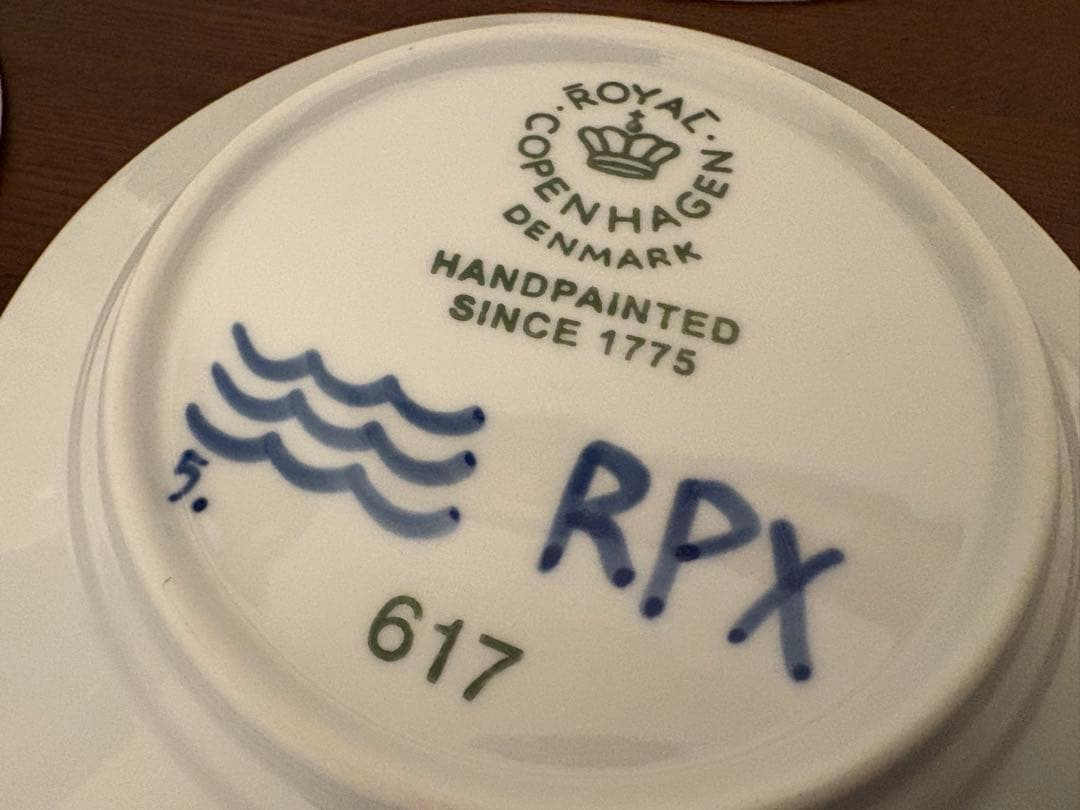 ROYAL
COPENHAGEN
DENMARK
HANDPAINTED
SINCE 1775
5.
RPX
617